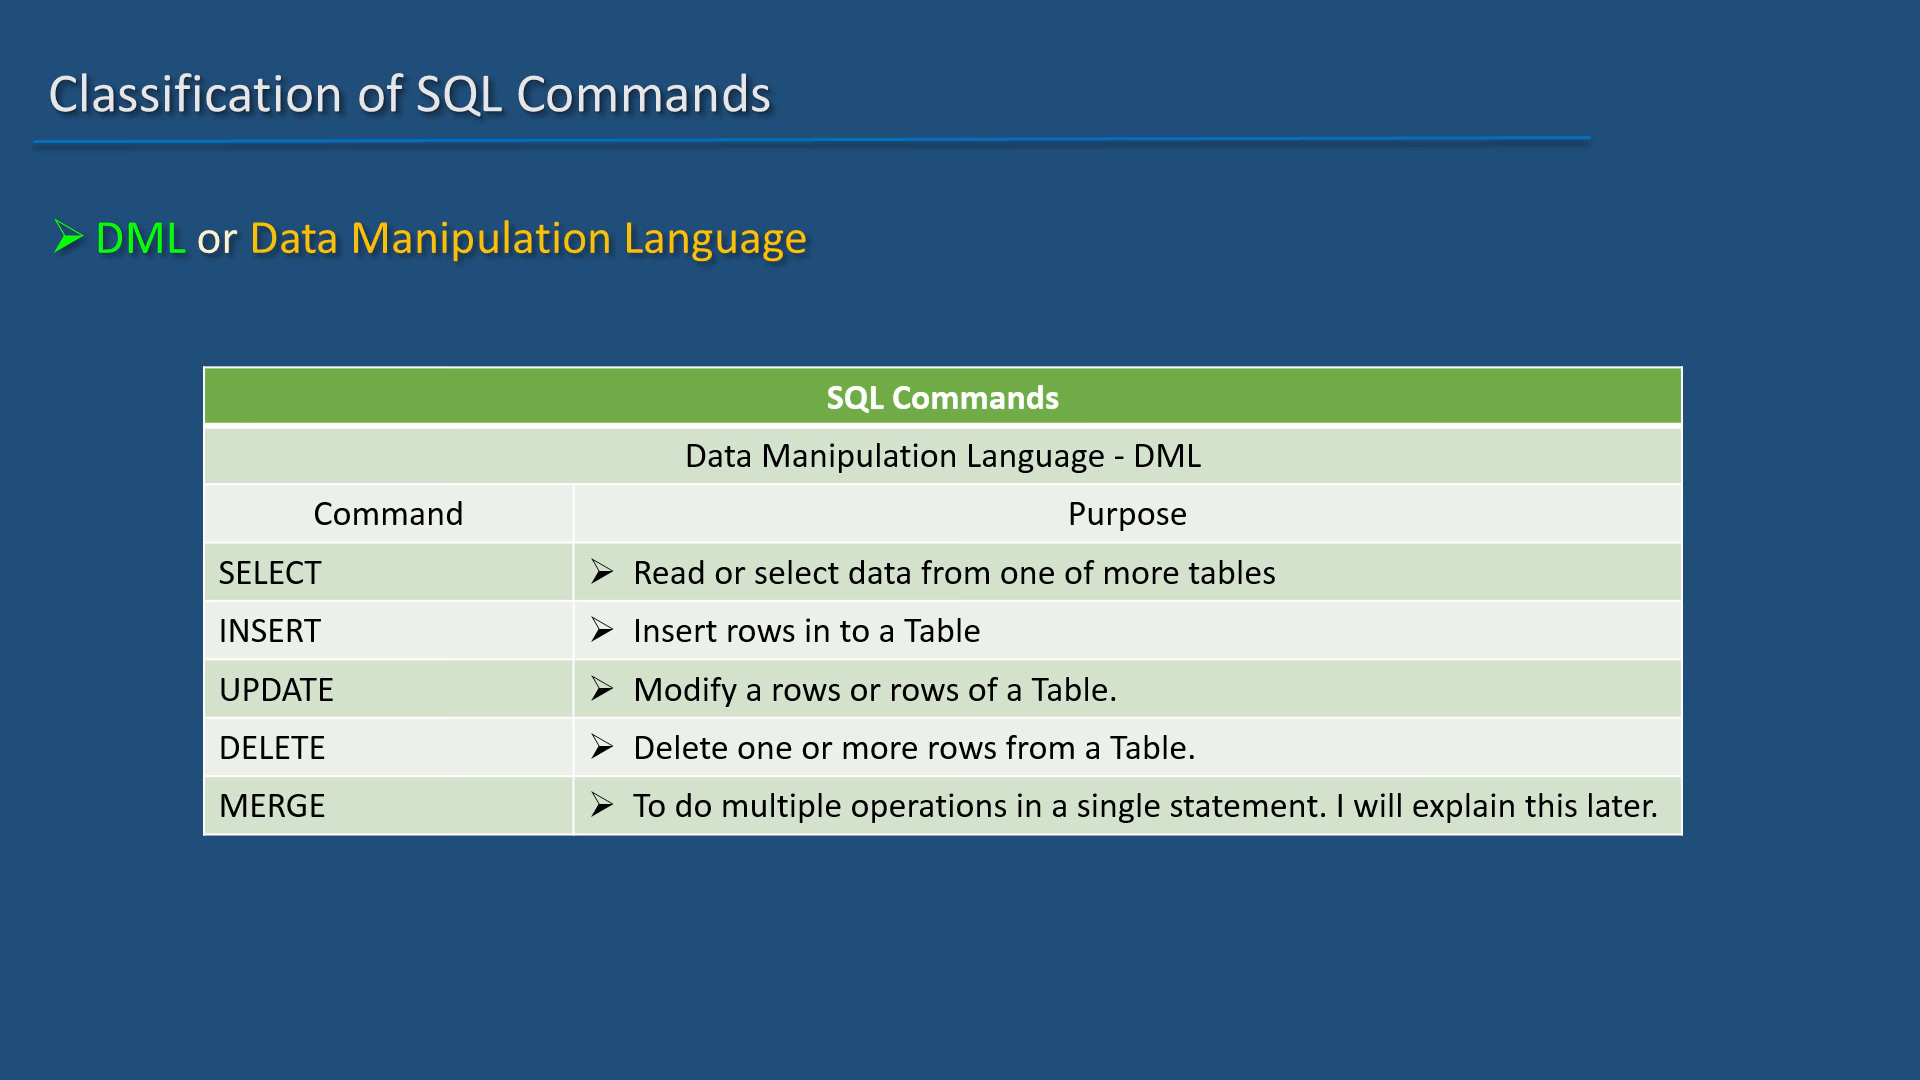 Classification of SQL Commands
➢ DML or Data Manipulation Language
SQL Commands
Data Manipulation Language - DML
Command Purpose
SELECT ➢ Read or select data from one of more tables
INSERT ➢ Insert rows in to a Table
UPDATE ➢ Modify a rows or rows of a Table.
DELETE ➢ Delete one or more rows from a Table.
MERGE ➢ To do multiple operations in a single statement. I will explain this later.